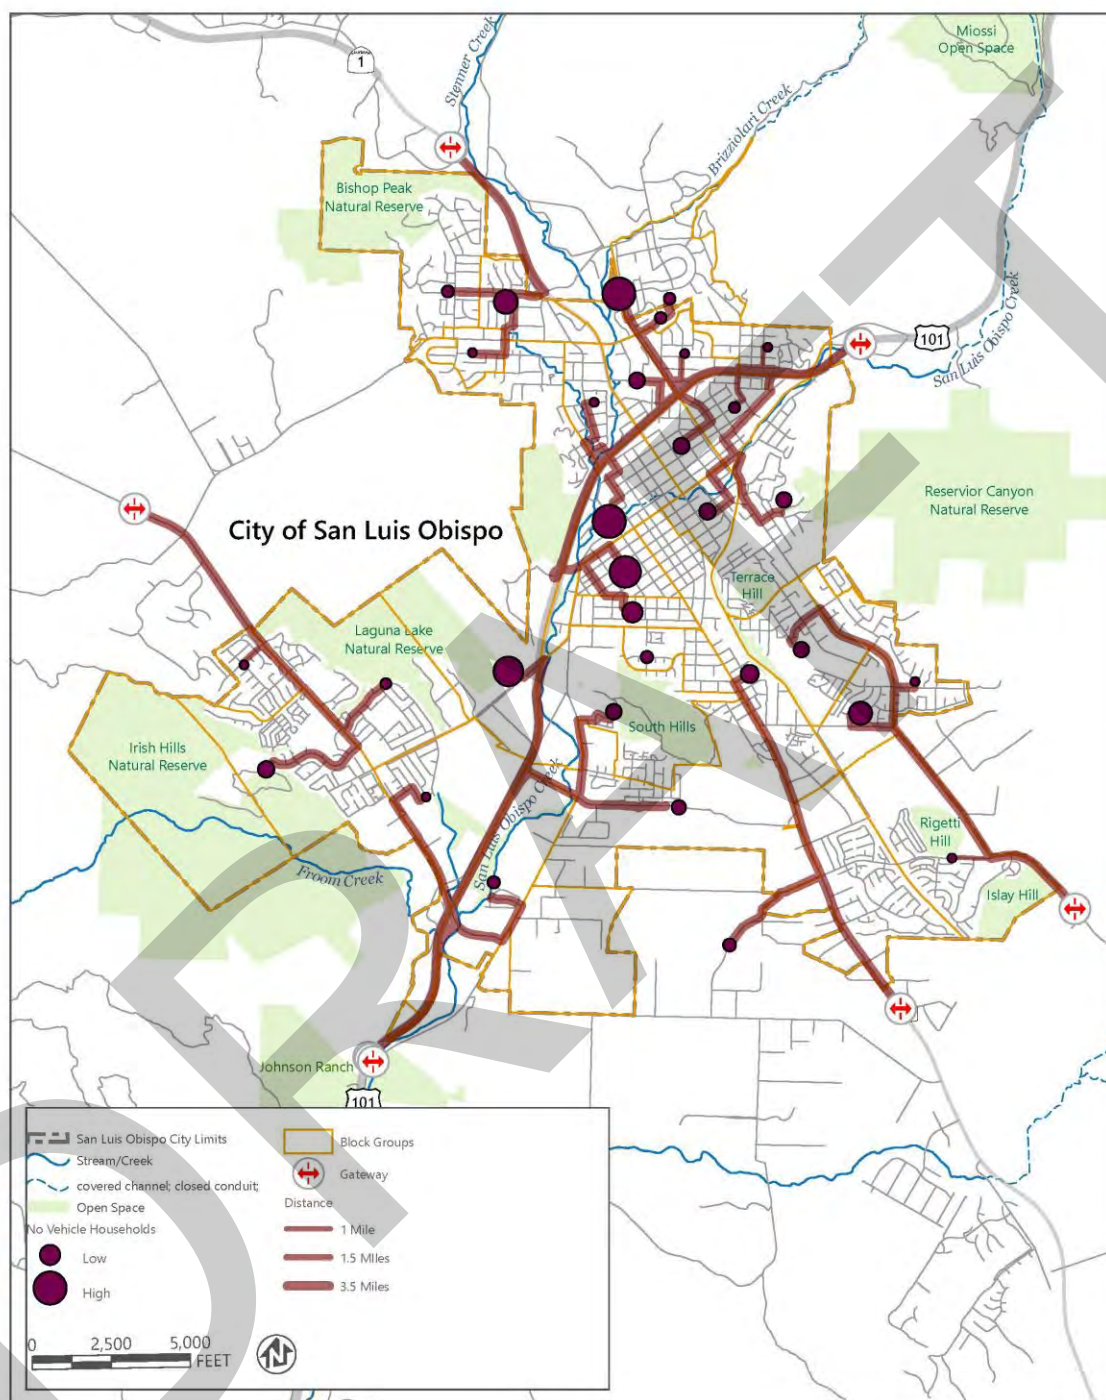 Miossi
Open Space
1
Stenner Creek
Brizziolari Creek
Bishop Peak
Natural Reserve
101
San Luis Obispo Creek
Reservior Canyon
Natural Reserve
City of San Luis Obispo
Terrace
Hill
Laguna Lake
Natural Reserve
South Hills
Irish Hills
Natural Reserve
San Luis Obispo Creek
Rigetti
Hill
Froom Creek
Islay Hill
Johnson Ranch
101
San Luis Obispo City Limits
Stream/Creek
covered channel; closed conduit;
Open Space
No Vehicle Households
Low
High
Block Groups
Gateway
Distance
1 Mile
1.5 MIles
3.5 Miles
0 2,500 5,000
FEET
N
DRAFT